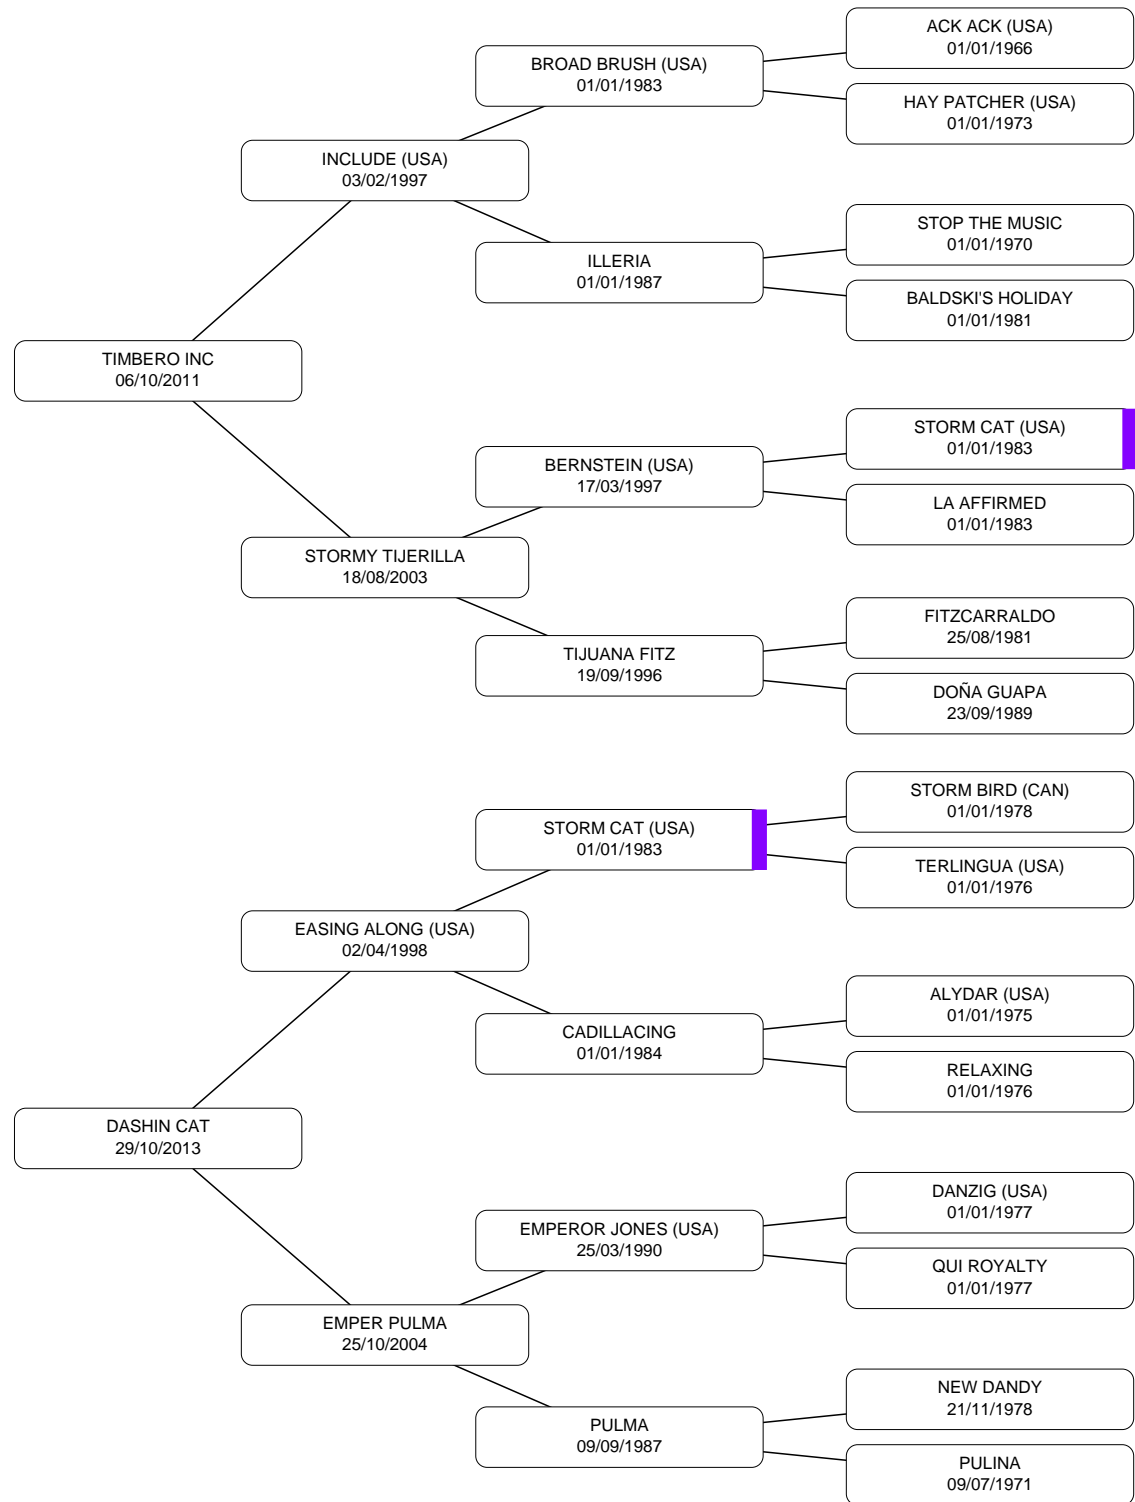 ACK ACK (USA)
01/01/1966
BROAD BRUSH (USA)
01/01/1983
HAY PATCHER (USA)
01/01/1973
INCLUDE (USA)
03/02/1997
STOP THE MUSIC
01/01/1970
ILLERIA
01/01/1987
BALDSKI'S HOLIDAY
01/01/1981
TIMBERO INC
06/10/2011
STORM CAT (USA)
01/01/1983
BERNSTEIN (USA)
17/03/1997
LA AFFIRMED
01/01/1983
STORMY TIJERILLA
18/08/2003
FITZCARRALDO
25/08/1981
TIJUANA FITZ
19/09/1996
DOÑA GUAPA
23/09/1989
STORM BIRD (CAN)
01/01/1978
STORM CAT (USA)
01/01/1983
TERLINGUA (USA)
01/01/1976
EASING ALONG (USA)
02/04/1998
ALYDAR (USA)
01/01/1975
CADILLACING
01/01/1984
RELAXING
01/01/1976
DASHIN CAT
29/10/2013
DANZIG (USA)
01/01/1977
EMPEROR JONES (USA)
25/03/1990
QUI ROYALTY
01/01/1977
EMPER PULMA
25/10/2004
NEW DANDY
21/11/1978
PULMA
09/09/1987
PULINA
09/07/1971